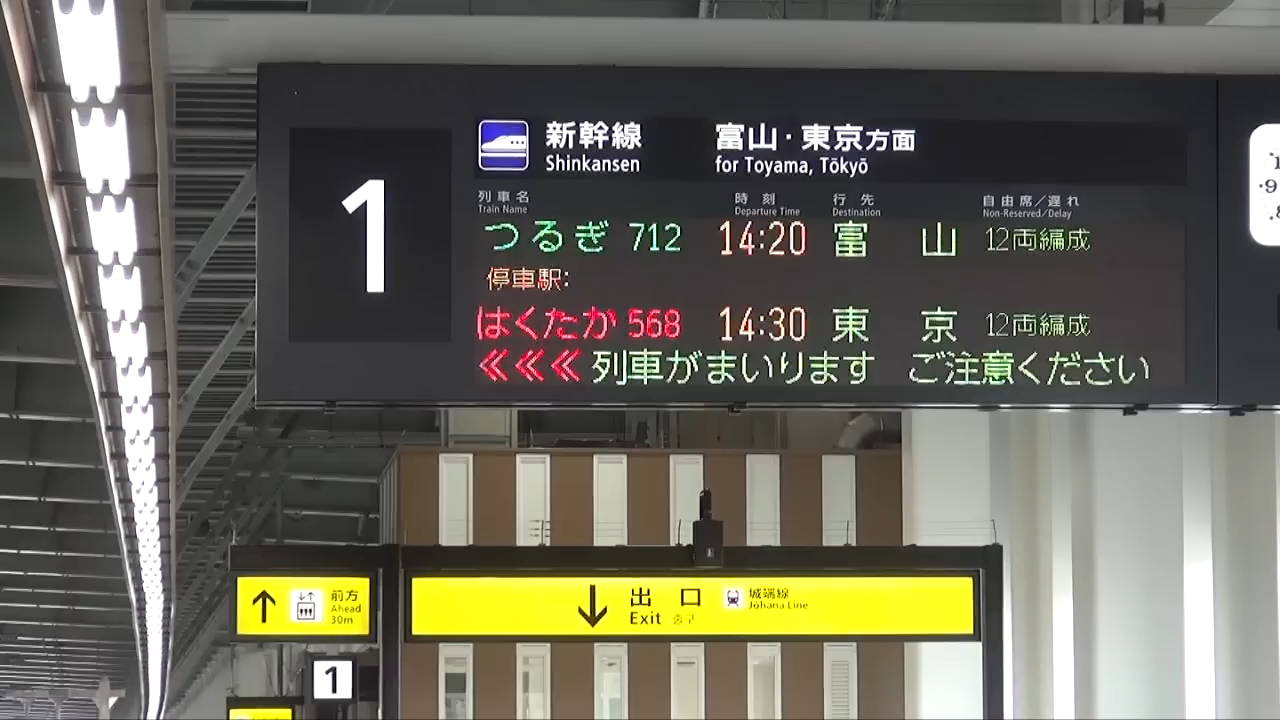 1
新幹線 富山・東京方面
Shinkansen for Toyama, Tōkyō
列車名 時刻 行先 自由席／遅れ
Train Name Departure Time Destination Non-Reserved/Delay
つるぎ 712 14:20 富 山 12両編成
停車駅:
はくたか 568 14:30 東 京 12両編成
≪≪≪ 列車がまいります ご注意ください
↑ 前方
Ahead
30m
↓ 出口 城端線
Exit 출구 Jōhana Line
1